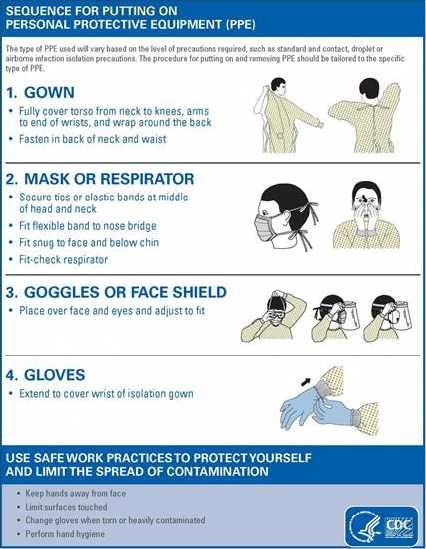 SEQUENCE FOR PUTTING ON
PERSONAL PROTECTIVE EQUIPMENT (PPE)
The type of PPE used will vary based on the level of precautions required, such as standard and contact, droplet or
airborne infection isolation precautions. The procedure for putting on and removing PPE should be tailored to the specific
type of PPE.
1. GOWN
• Fully cover torso from neck to knees, arms
to end of wrists, and wrap around the back
• Fasten in back of neck and waist
2. MASK OR RESPIRATOR
• Secure ties or elastic bands at middle
of head and neck
• Fit flexible band to nose bridge
• Fit snug to face and below chin
• Fit-check respirator
3. GOGGLES OR FACE SHIELD
• Place over face and eyes and adjust to fit
4. GLOVES
• Extend to cover wrist of isolation gown
USE SAFE WORK PRACTICES TO PROTECT YOURSELF
AND LIMIT THE SPREAD OF CONTAMINATION
• Keep hands away from face
• Limit surfaces touched
• Change gloves when torn or heavily contaminated
• Perform hand hygiene
CDC